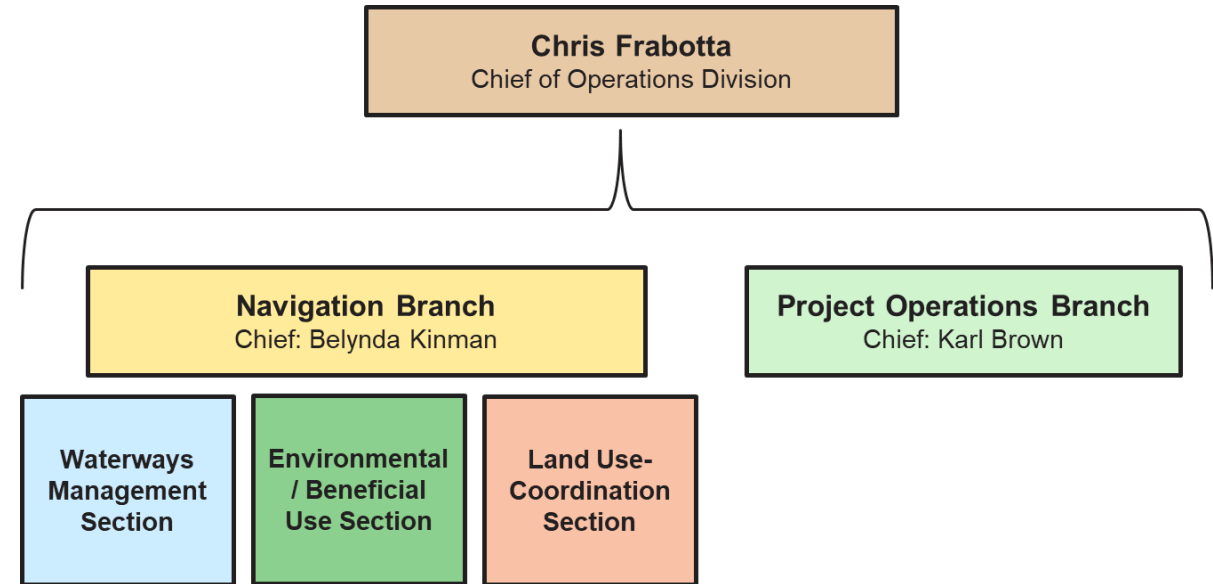 Chris Frabotta
Chief of Operations Division
Navigation Branch
Chief: Belynda Kinman
Project Operations Branch
Chief: Karl Brown
Waterways
Management
Section
Environmental
/ Beneficial
Use Section
Land Use-
Coordination
Section